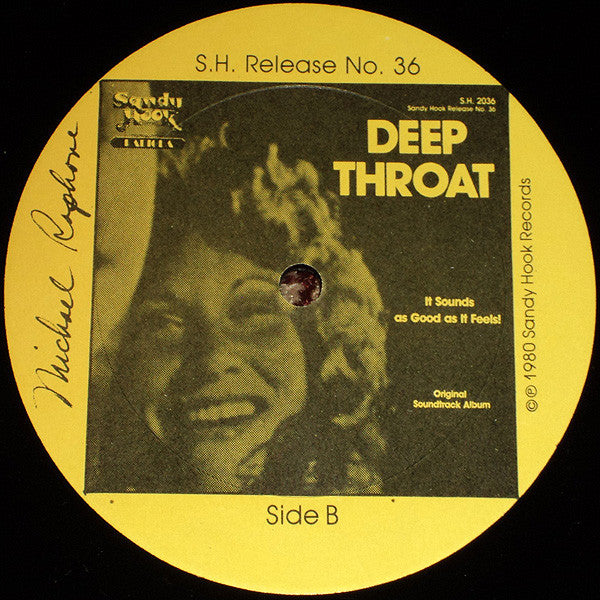 S.H. Release No. 36
Sandy
Hook
S.H. 2036
Sandy Hook Release No. 36
DEEP
THROAT
It Sounds
as Good as It Feels!
Original
Soundtrack Album
Michael Raphone
© ℗ 1980 Sandy Hook Records
Side B